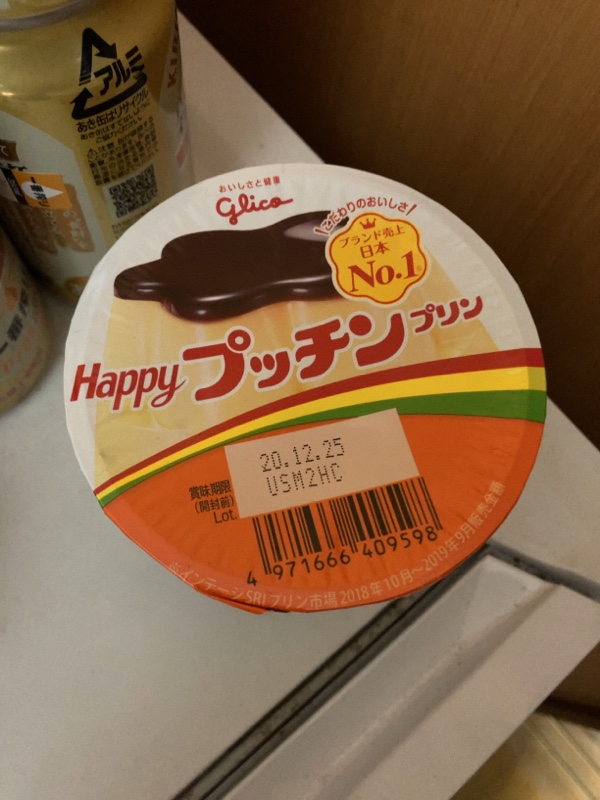 アルミ
あき缶はリサイクル
おいしさと健康
Glico
こだわりのおいしさ
ブランド売上
日本
No.1
Happy プッチンプリン
20.12.25
USM2HC
賞味期限
(開封前)
Lot.
4 971666 409598
※インテージSRI プリン市場 2018年10月~2019年9月販売金額